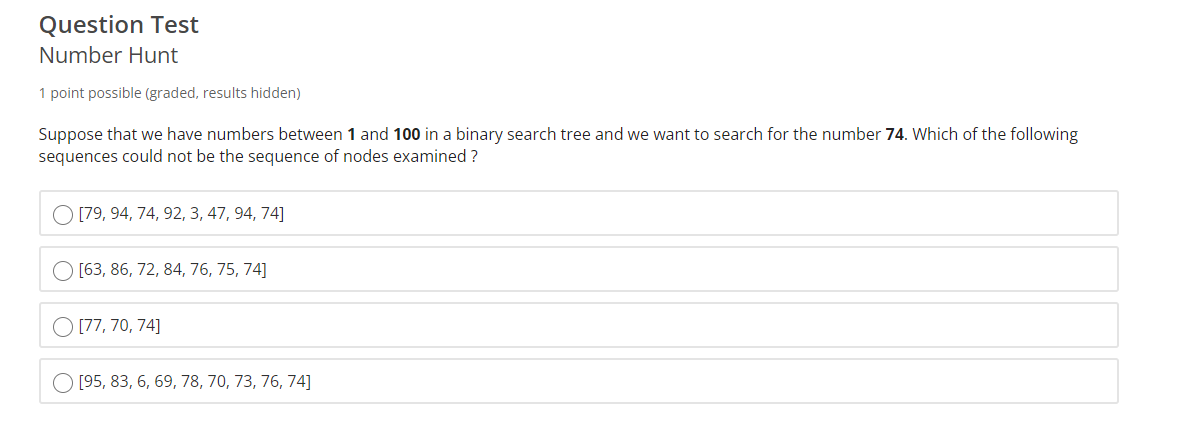 Question Test
Number Hunt
1 point possible (graded, results hidden)
Suppose that we have numbers between 1 and 100 in a binary search tree and we want to search for the number 74. Which of the following
sequences could not be the sequence of nodes examined ?
[79, 94, 74, 92, 3, 47, 94, 74]
[63, 86, 72, 84, 76, 75, 74]
[77, 70, 74]
[95, 83, 6, 69, 78, 70, 73, 76, 74]